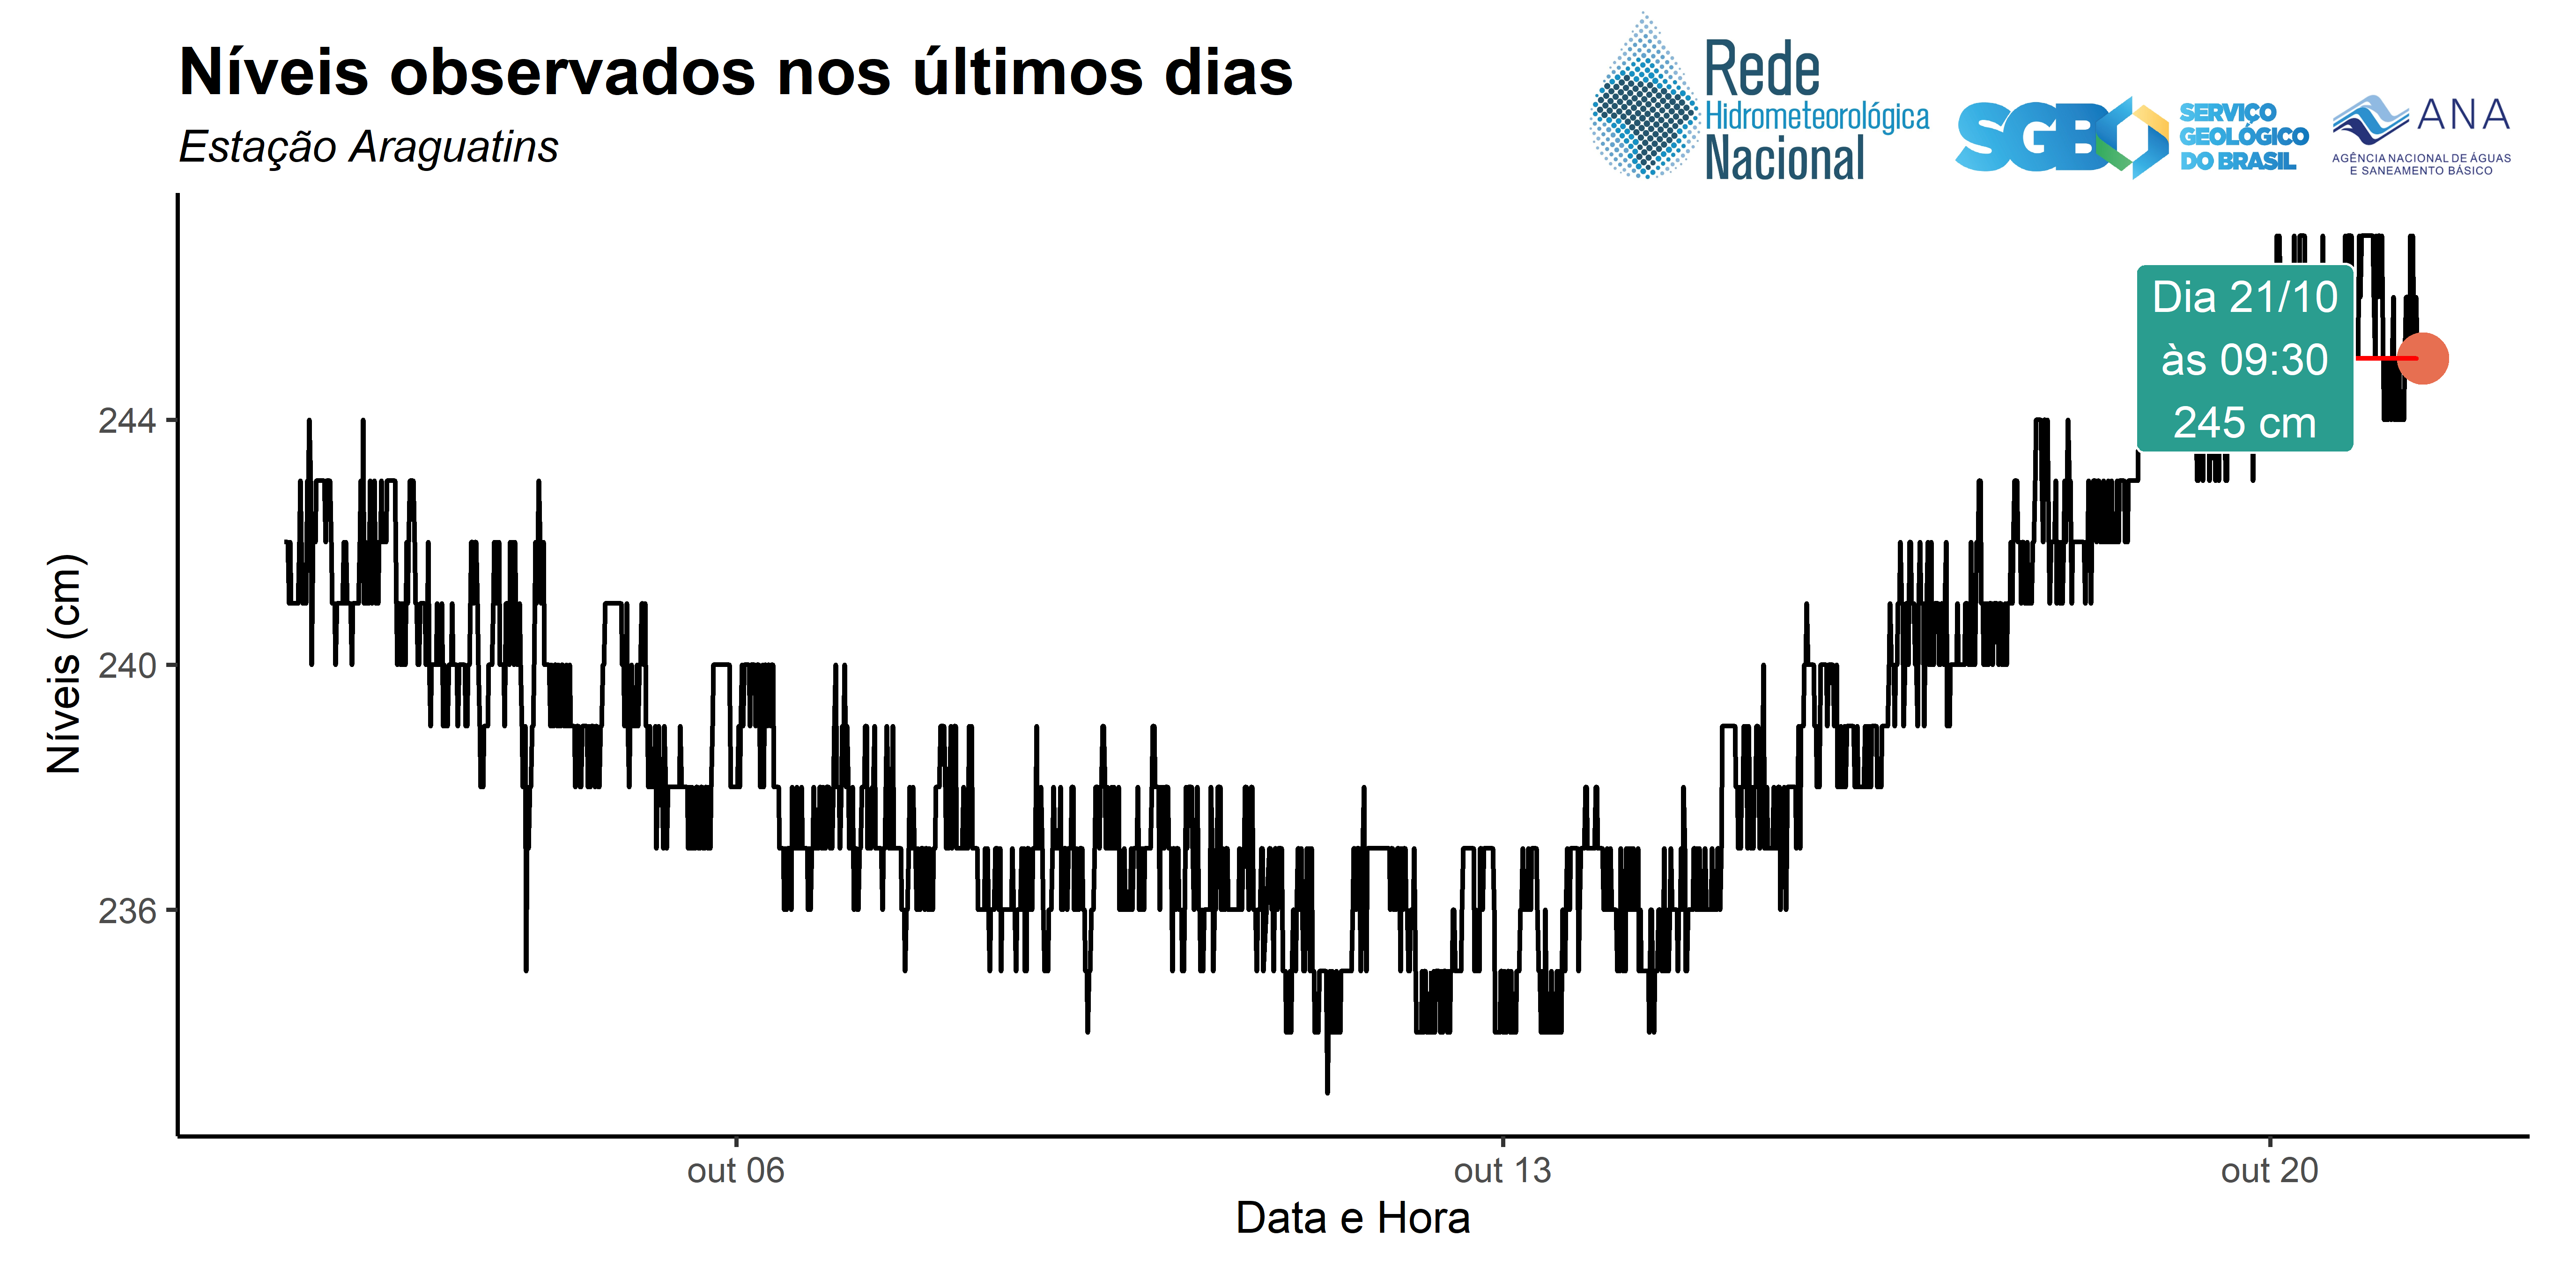 Níveis observados nos últimos dias
Estação Araguatins
Rede
Hidrometeorológica
Nacional
SGB
SERVIÇO
GEOLÓGICO
DO BRASIL
ANA
AGÊNCIA NACIONAL DE ÁGUAS
E SANEAMENTO BÁSICO
Dia 21/10
às 09:30
245 cm
Níveis (cm)
244
240
236
out 06
out 13
out 20
Data e Hora